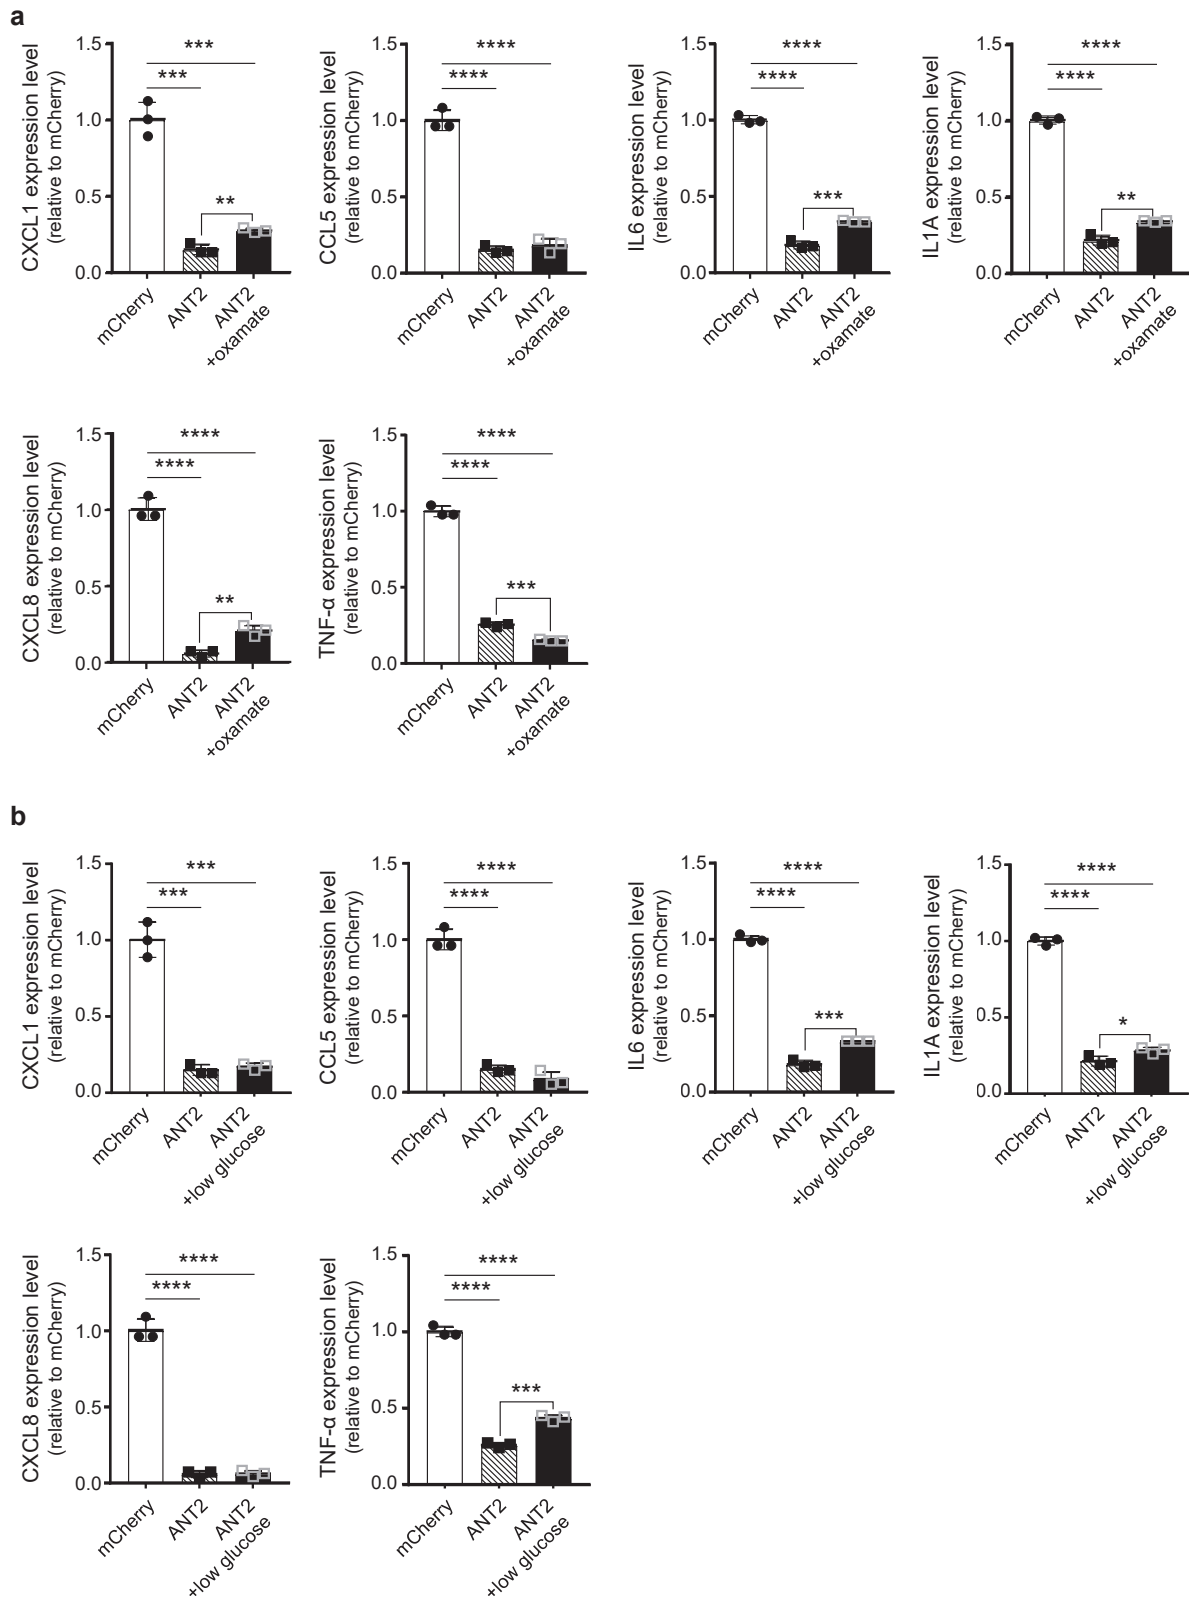 a
CXCL1 expression level
(relative to mCherry)
1.5
1.0
0.5
0.0
***
***
**
mCherry
ANT2
ANT2
+oxamate
CCL5 expression level
(relative to mCherry)
1.5
1.0
0.5
0.0
****
****
mCherry
ANT2
ANT2
+oxamate
IL6 expression level
(relative to mCherry)
1.5
1.0
0.5
0.0
****
****
***
mCherry
ANT2
ANT2
+oxamate
IL1A expression level
(relative to mCherry)
1.5
1.0
0.5
0.0
****
****
**
mCherry
ANT2
ANT2
+oxamate
CXCL8 expression level
(relative to mCherry)
1.5
1.0
0.5
0.0
****
****
**
mCherry
ANT2
ANT2
+oxamate
TNF-α expression level
(relative to mCherry)
1.5
1.0
0.5
0.0
****
****
***
mCherry
ANT2
ANT2
+oxamate
b
CXCL1 expression level
(relative to mCherry)
1.5
1.0
0.5
0.0
***
***
mCherry
ANT2
ANT2
+low glucose
CCL5 expression level
(relative to mCherry)
1.5
1.0
0.5
0.0
****
****
mCherry
ANT2
ANT2
+low glucose
IL6 expression level
(relative to mCherry)
1.5
1.0
0.5
0.0
****
****
***
mCherry
ANT2
ANT2
+low glucose
IL1A expression level
(relative to mCherry)
1.5
1.0
0.5
0.0
****
****
*
mCherry
ANT2
ANT2
+low glucose
CXCL8 expression level
(relative to mCherry)
1.5
1.0
0.5
0.0
****
****
mCherry
ANT2
ANT2
+low glucose
TNF-α expression level
(relative to mCherry)
1.5
1.0
0.5
0.0
****
****
***
mCherry
ANT2
ANT2
+low glucose